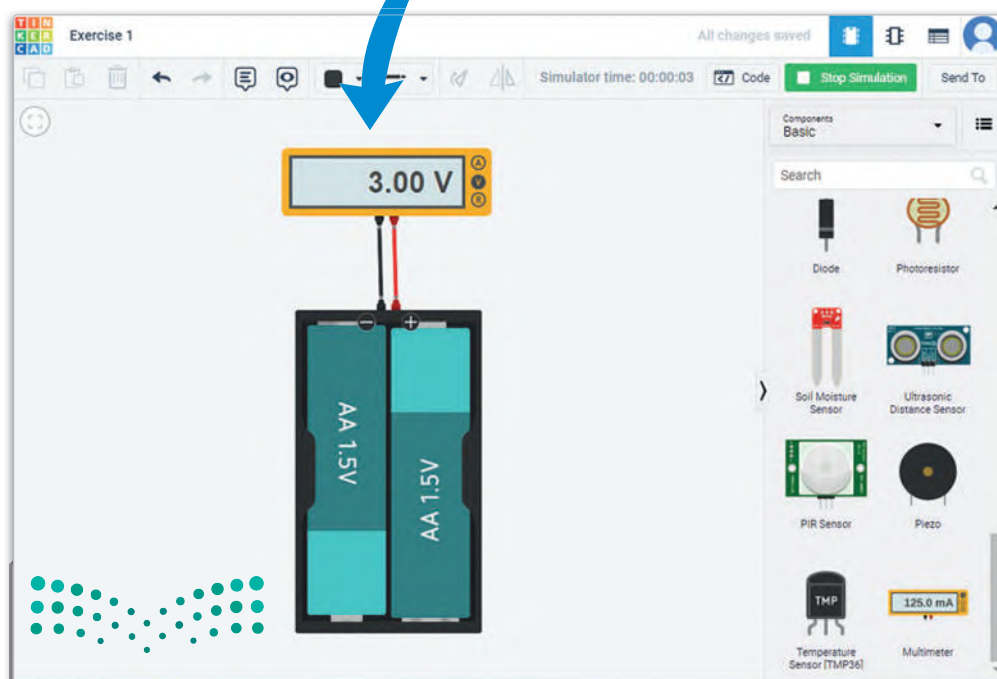 TIN
KER
CAD
Exercise 1
All changes saved
Simulator time: 00:00:03
Code
Stop Simulation
Send To
Components
Basic
Search
3.00 V
A
V
R
Diode
Photoresistor
Soil Moisture
Sensor
Ultrasonic
Distance Sensor
AA 1.5V
AA 1.5V
PIR Sensor
Piezo
TMP
125.0 mA
Temperature
Sensor [TMP36]
Multimeter